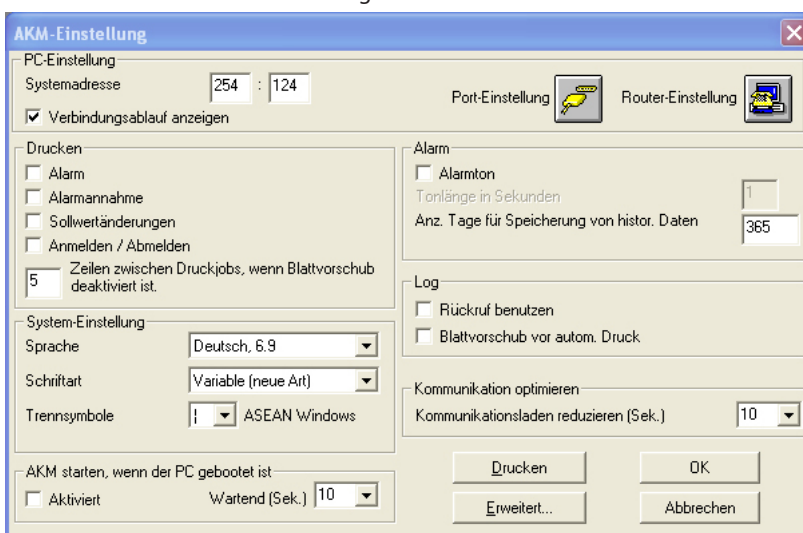 AKM-Einstellung
PC-Einstellung
Systemadresse 254 : 124
Verbindungsablauf anzeigen
Port-Einstellung
Router-Einstellung
Drucken
Alarm
Alarmannahme
Sollwertänderungen
Anmelden / Abmelden
5 Zeilen zwischen Druckjobs, wenn Blattvorschub
deaktiviert ist.
System-Einstellung
Sprache Deutsch, 6.9
Schriftart Variable (neue Art)
Trennsymbole ¦ ASEAN Windows
AKM starten, wenn der PC gebootet ist
Aktiviert Wartend (Sek.) 10
Alarm
Alarmton
Tonlänge in Sekunden 1
Anz. Tage für Speicherung von histor. Daten 365
Log
Rückruf benutzen
Blattvorschub vor autom. Druck
Kommunikation optimieren
Kommunikationsladen reduzieren (Sek.) 10
Drucken
OK
Erweitert...
Abbrechen